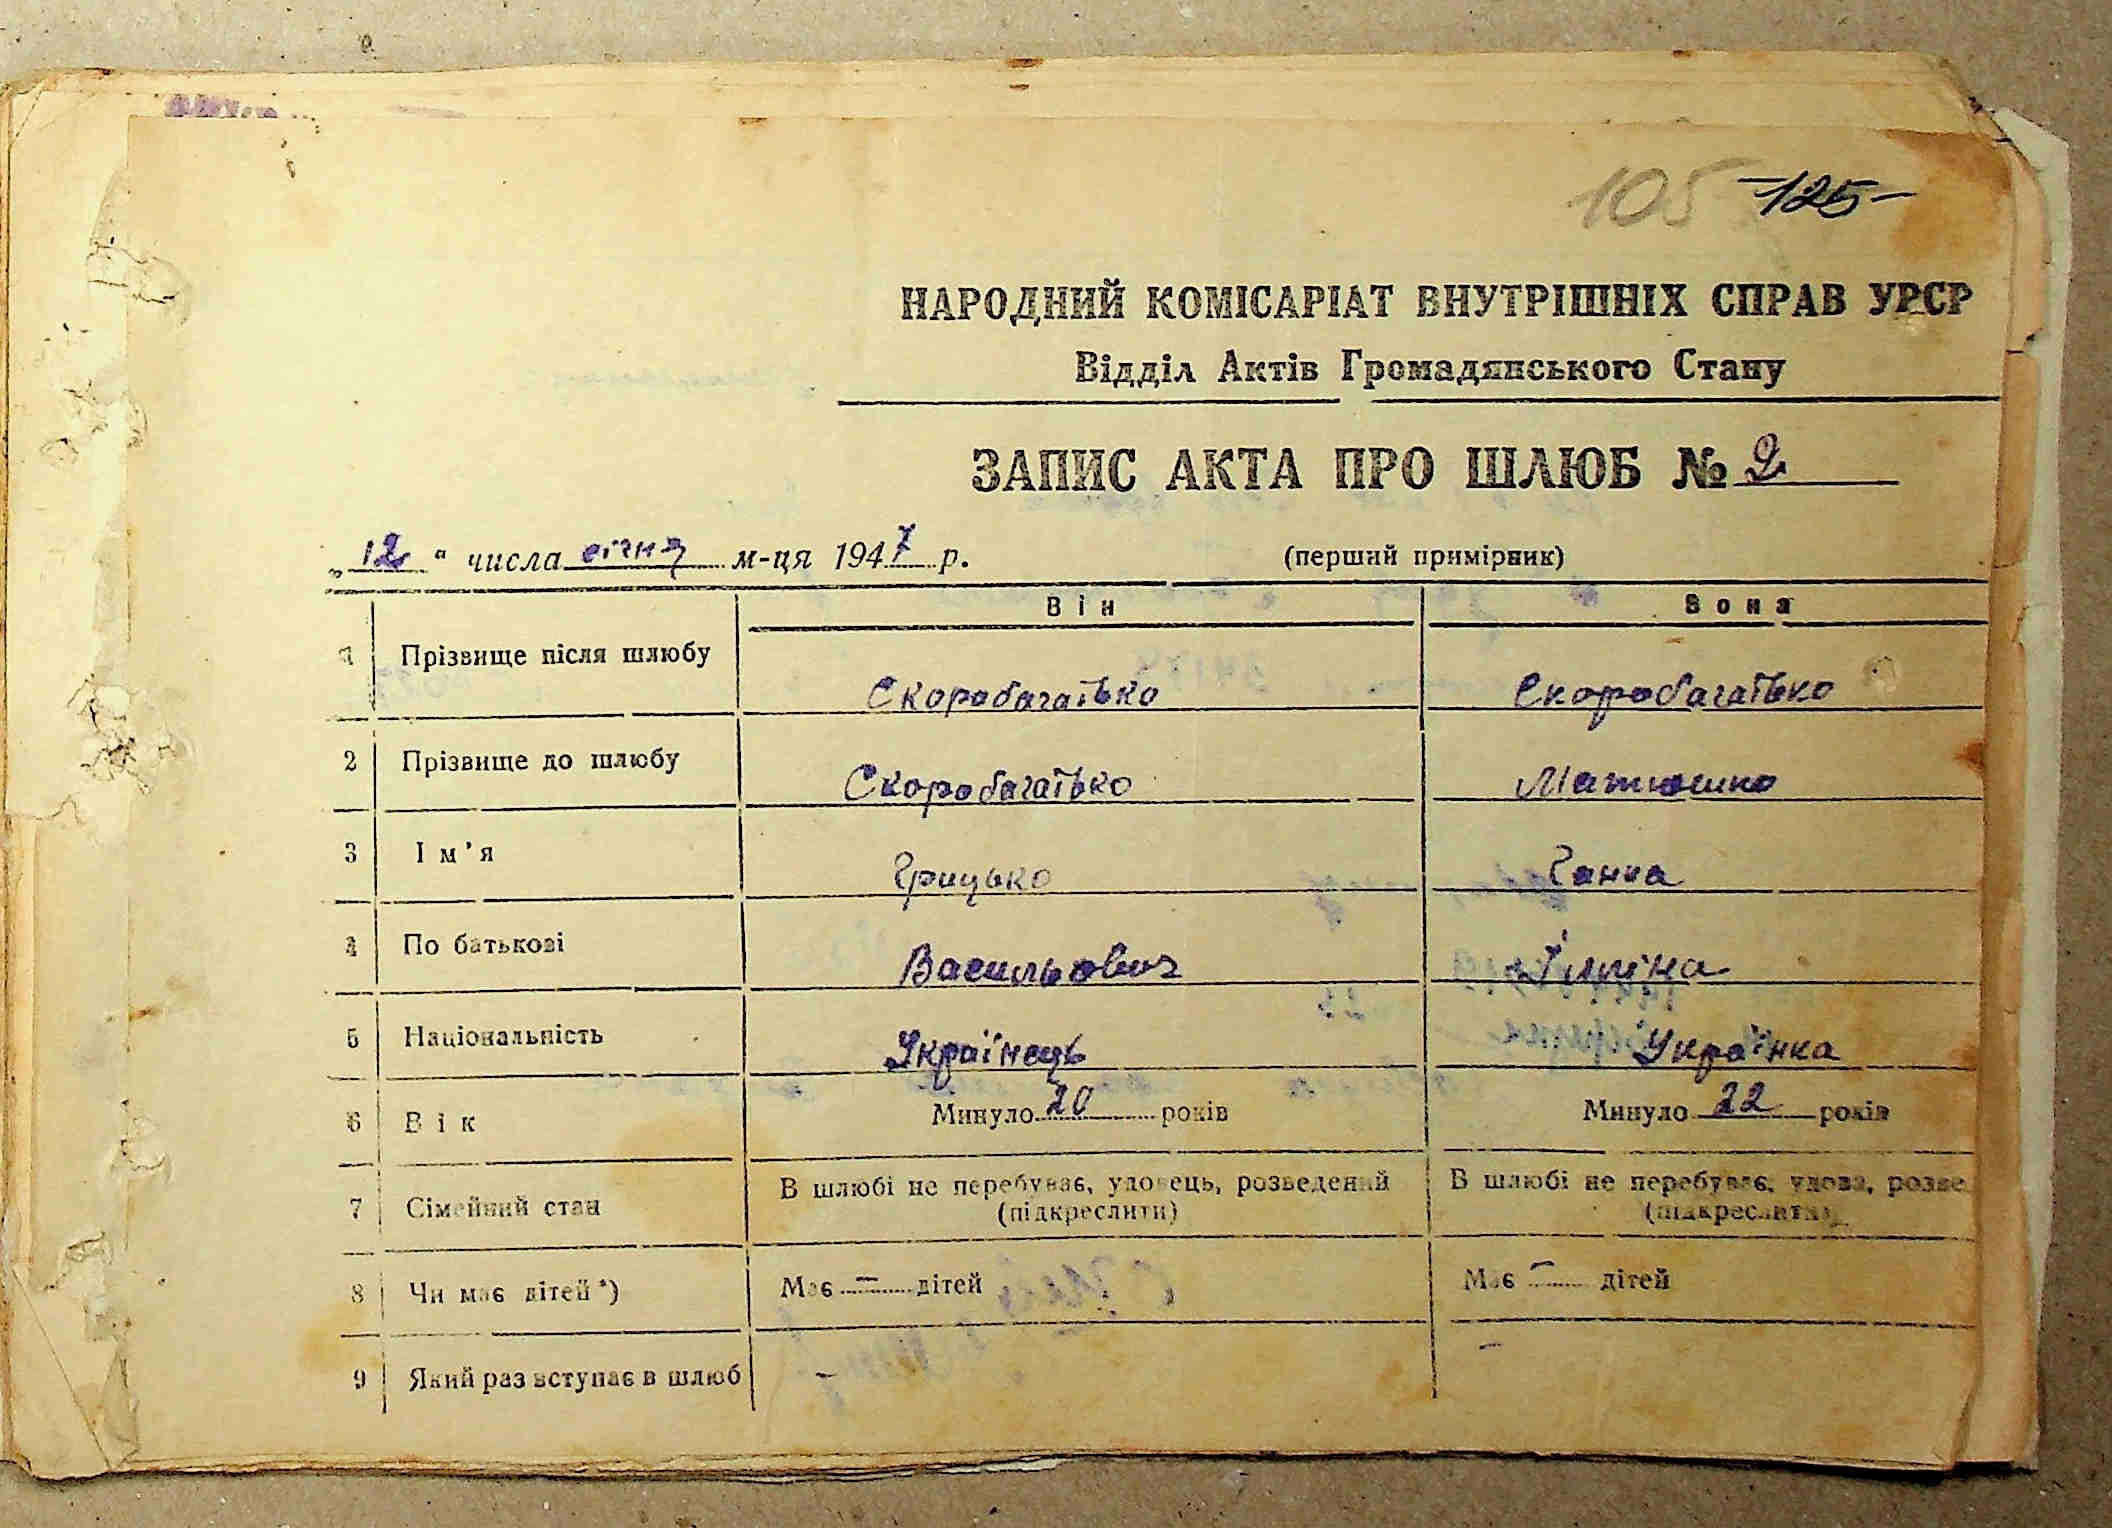 105 -125-
НАРОДНИЙ КОМІСАРІАТ ВНУТРІШНІХ СПРАВ УРСР
Відділ Актів Громадянського Стану
ЗАПИС АКТА ПРО ШЛЮБ № 2
„12“ числа січня м-ця 1947 р. (перший примірник)
Він Вона
1 Прізвище після шлюбу Скоробагатько Скоробагатько
2 Прізвище до шлюбу Скоробагатько Матюшко
3 Ім'я Грицько Ганна
4 По батькові Васильович
5 Національність Українець Українка
6 Вік Минуло 20 років Минуло 22 років
7 Сімейний стан В шлюбі не перебуває, удовець, розведений (підкреслити) В шлюбі не перебуває, удова, розве (підкреслити)
8 Чи має дітей *) Має — дітей Має — дітей
9 Який раз вступає в шлюб – –